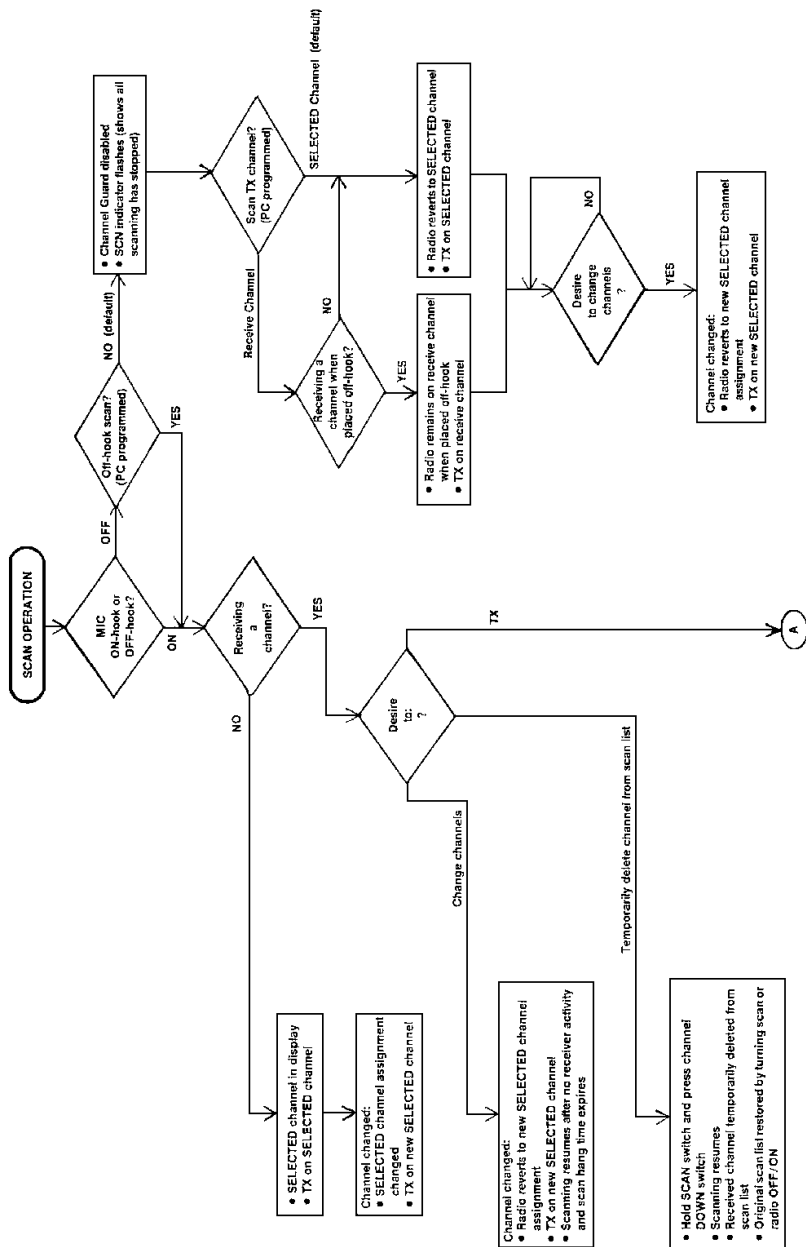 SCAN OPERATION
MIC
ON-hook or
OFF-hook?
OFF
ON
Off-hook scan?
(PC programmed)
NO (default)
YES
• Channel Guard disabled
• SCN indicator flashes (shows all
scanning has stopped)
Scan TX channel?
(PC programmed)
Receive Channel
SELECTED Channel (default)
Receiving a
channel when
placed off-hook?
NO
YES
• Radio remains on receive channel
when placed off-hook
• TX on receive channel
• Radio reverts to SELECTED channel
• TX on SELECTED channel
Desire
to change
channels
?
NO
YES
Channel changed:
• Radio reverts to new SELECTED channel
assignment
• TX on new SELECTED channel
Receiving
a
channel?
NO
YES
• SELECTED channel in display
• TX on SELECTED channel
Channel changed:
• SELECTED channel assignment
changed
• TX on new SELECTED channel
Desire
to:
?
Change channels
Temporarily delete channel from scan list
TX
A
Channel changed:
• Radio reverts to new SELECTED channel
assignment
• TX on new SELECTED channel
• Scanning resumes after no receiver activity
and scan hang time expires
• Hold SCAN switch and press channel
DOWN switch
• Scanning resumes
• Received channel temporarily deleted from
scan list
• Original scan list restored by turning scan or
radio OFF/ON